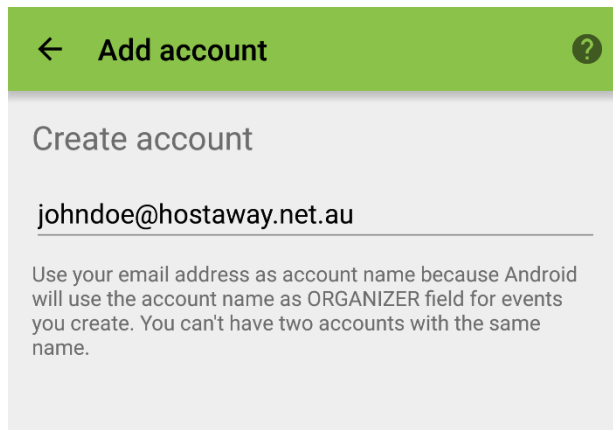 Add account
?
Create account
johndoe@hostaway.net.au
Use your email address as account name because Android
will use the account name as ORGANIZER field for events
you create. You can't have two accounts with the same
name.